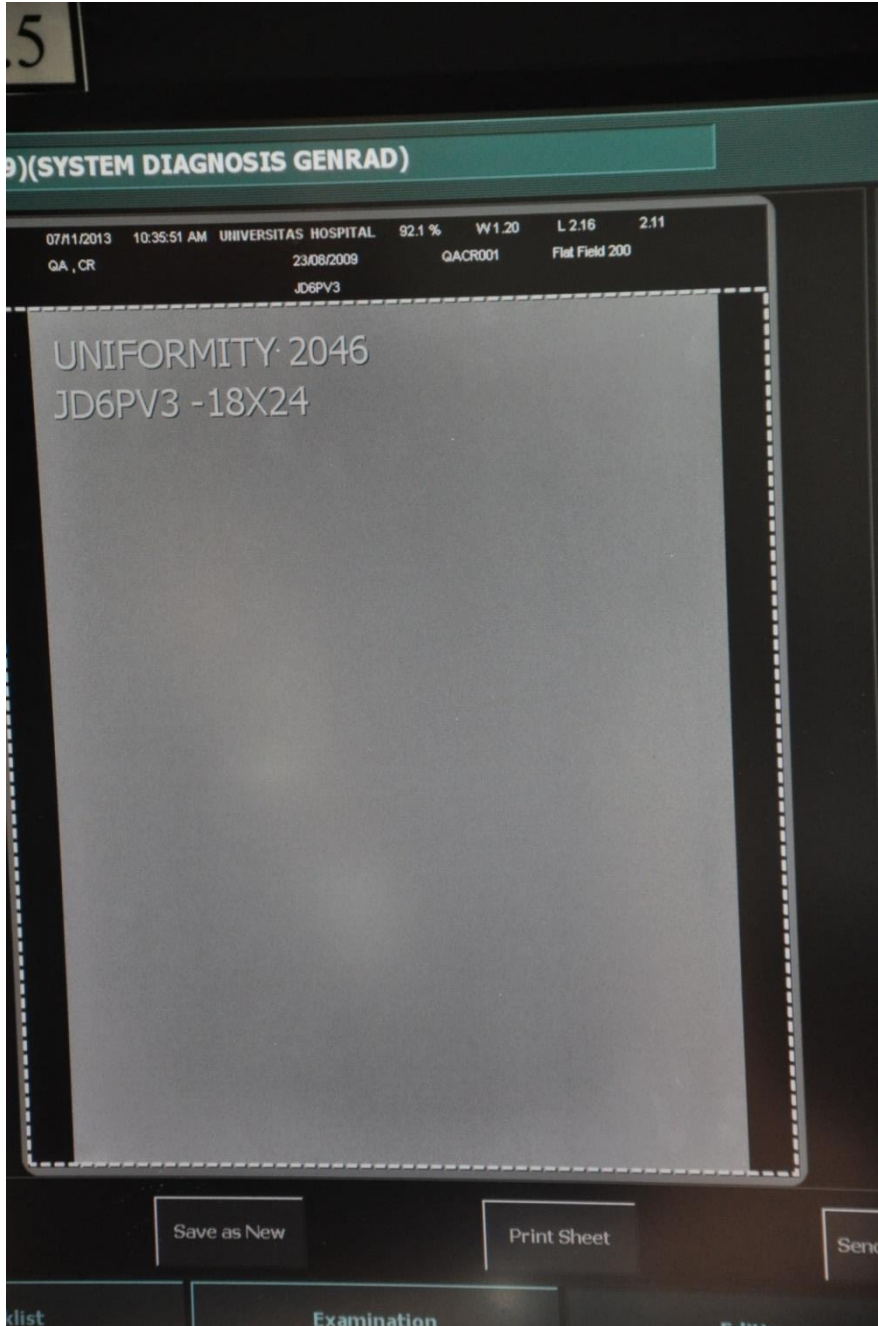 .5
9)(SYSTEM DIAGNOSIS GENRAD)
07/11/2013 10:35:51 AM UNIVERSITAS HOSPITAL 92.1 % W 1.20 L 2.16 2.11
QA , CR 23/08/2009 QACR001 Flat Field 200
JD6PV3
UNIFORMITY 2046
JD6PV3 -18X24
Save as New Print Sheet Send
klist Examination